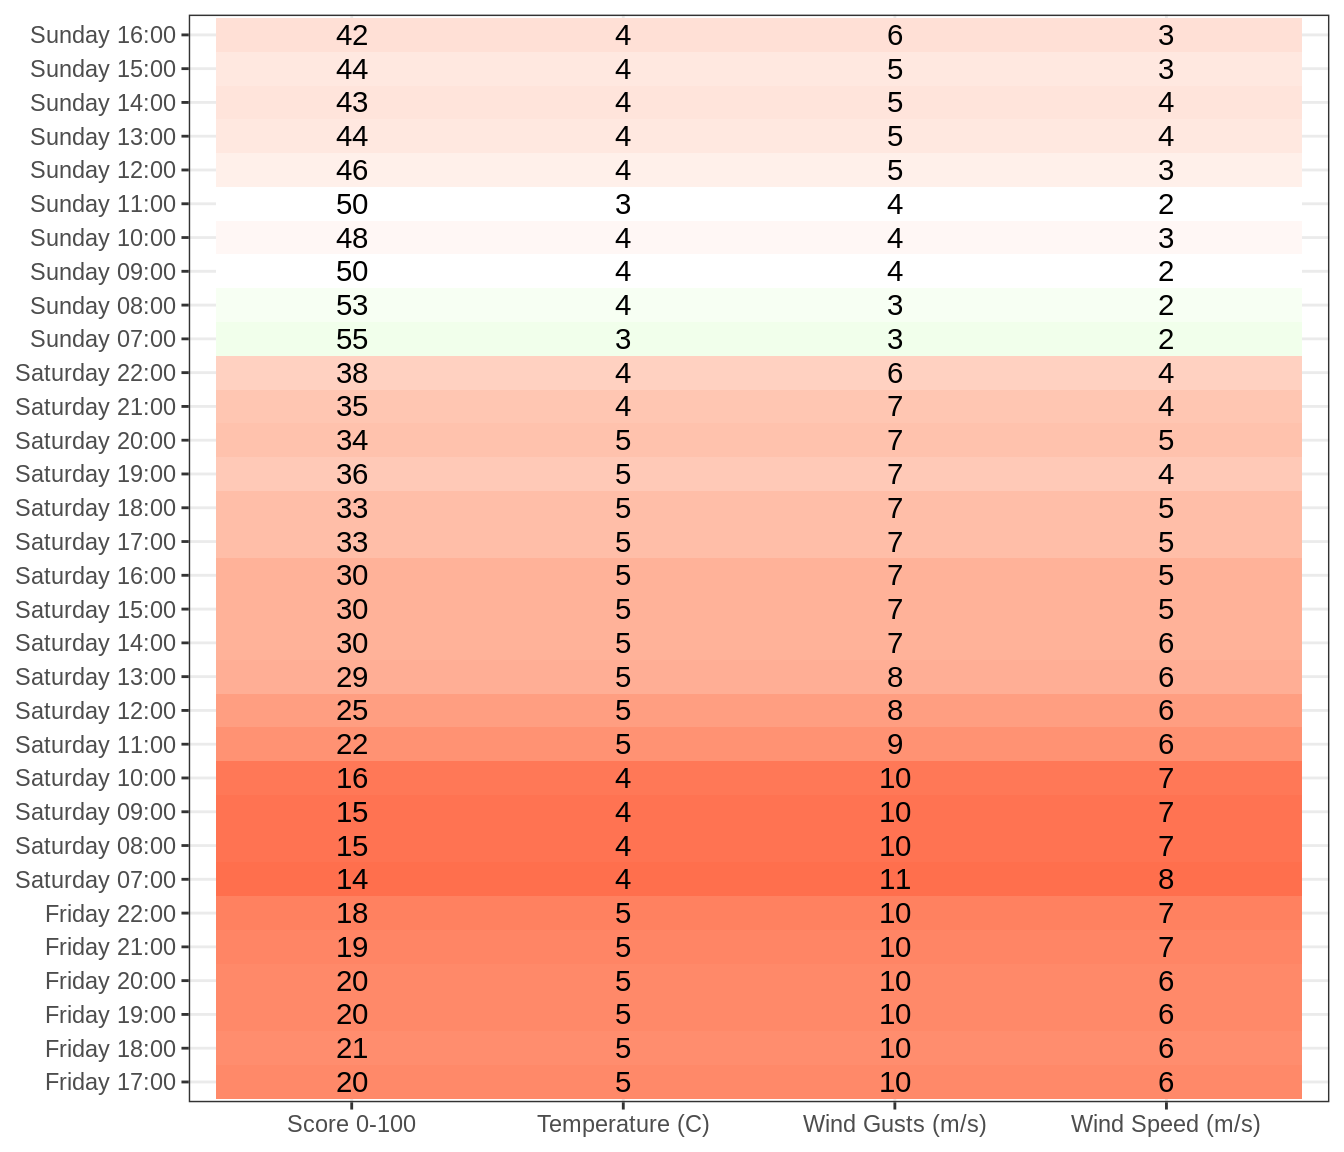 Sunday 16:00 42 4 6 3
Sunday 15:00 44 4 5 3
Sunday 14:00 43 4 5 4
Sunday 13:00 44 4 5 4
Sunday 12:00 46 4 5 3
Sunday 11:00 50 3 4 2
Sunday 10:00 48 4 4 3
Sunday 09:00 50 4 4 2
Sunday 08:00 53 4 3 2
Sunday 07:00 55 3 3 2
Saturday 22:00 38 4 6 4
Saturday 21:00 35 4 7 4
Saturday 20:00 34 5 7 5
Saturday 19:00 36 5 7 4
Saturday 18:00 33 5 7 5
Saturday 17:00 33 5 7 5
Saturday 16:00 30 5 7 5
Saturday 15:00 30 5 7 5
Saturday 14:00 30 5 7 6
Saturday 13:00 29 5 8 6
Saturday 12:00 25 5 8 6
Saturday 11:00 22 5 9 6
Saturday 10:00 16 4 10 7
Saturday 09:00 15 4 10 7
Saturday 08:00 15 4 10 7
Saturday 07:00 14 4 11 8
Friday 22:00 18 5 10 7
Friday 21:00 19 5 10 7
Friday 20:00 20 5 10 6
Friday 19:00 20 5 10 6
Friday 18:00 21 5 10 6
Friday 17:00 20 5 10 6
Score 0-100 Temperature (C) Wind Gusts (m/s) Wind Speed (m/s)